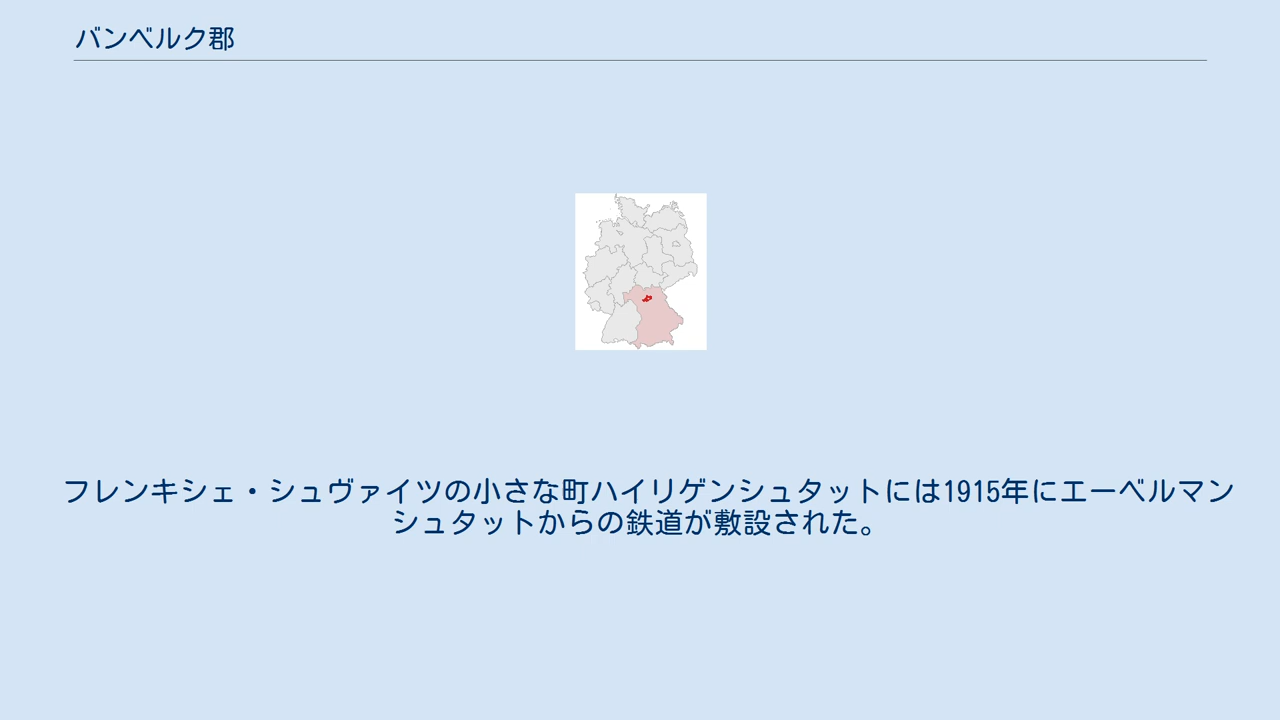 バンベルク郡
フレンキシェ・シュヴァイツの小さな町ハイリゲンシュタットには1915年にエーベルマン
シュタットからの鉄道が敷設された。